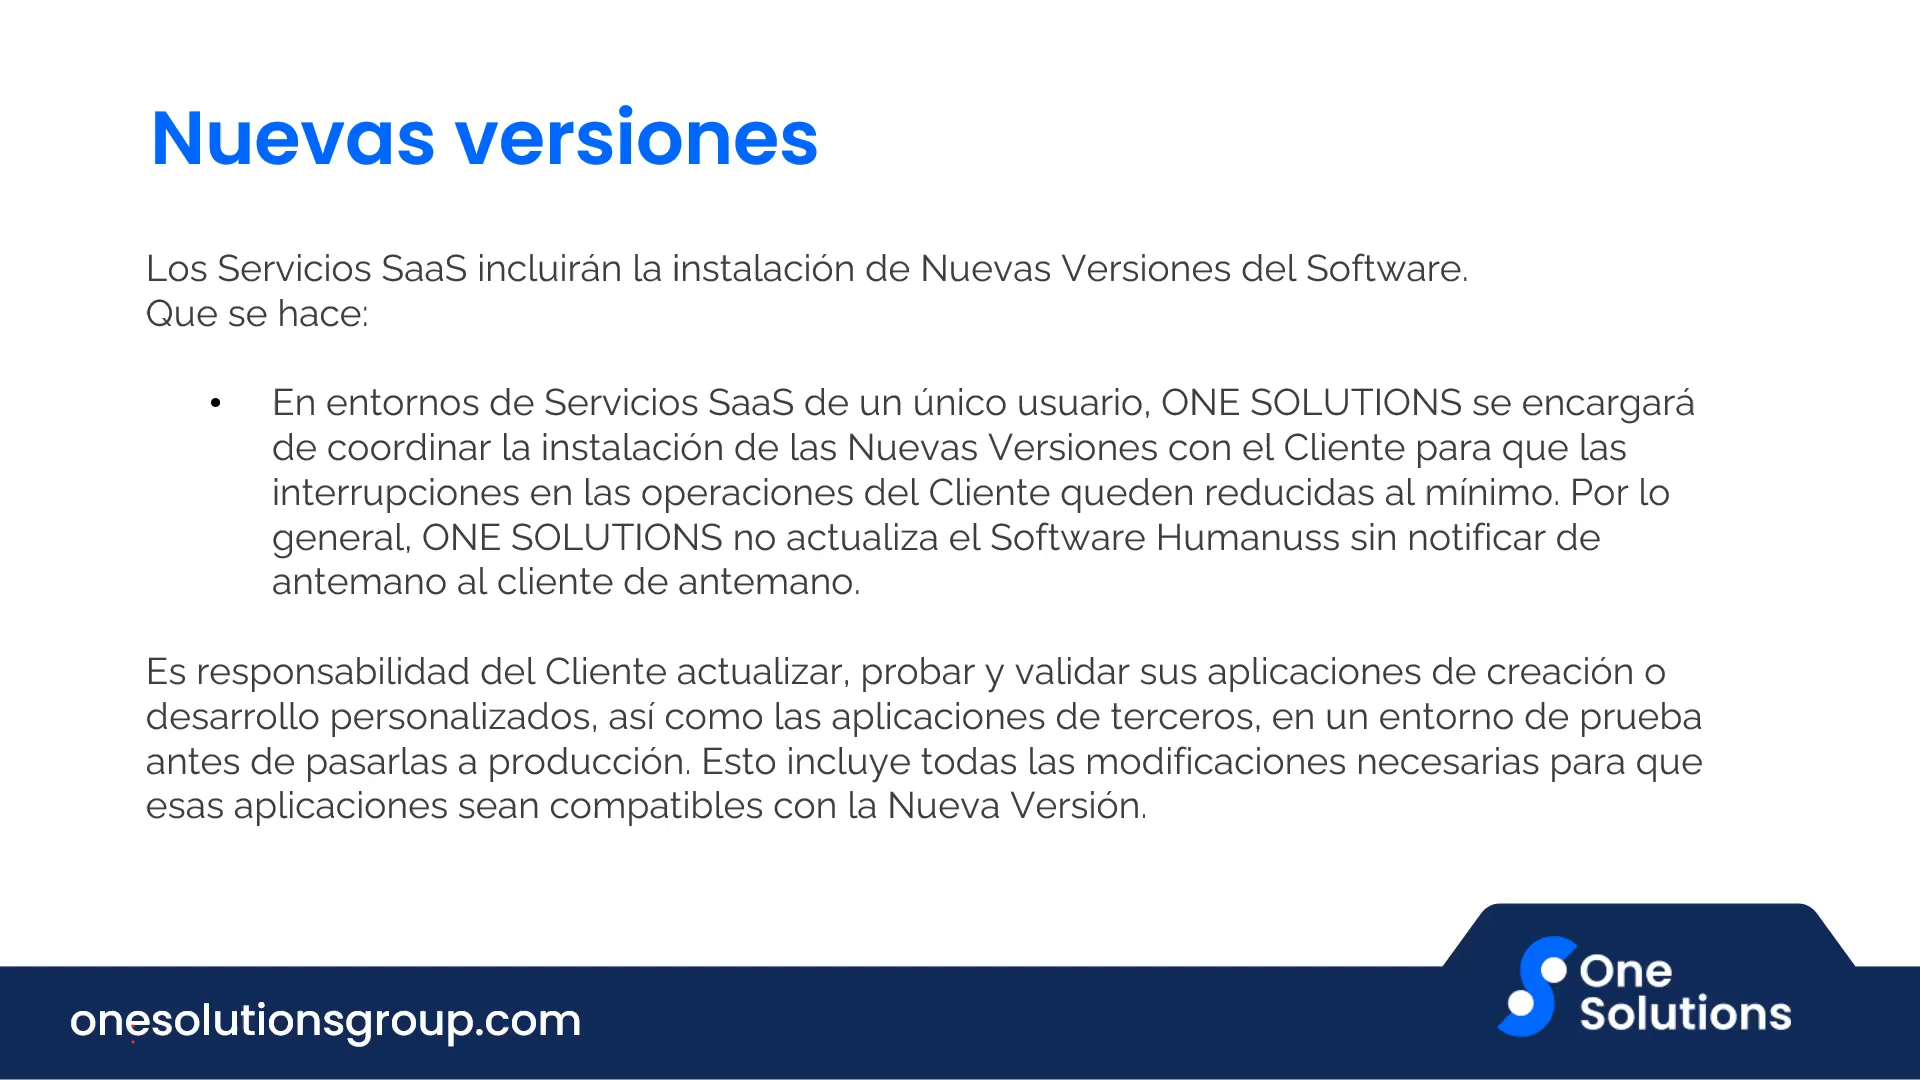 Nuevas versiones
Los Servicios SaaS incluirán la instalación de Nuevas Versiones del Software.
Que se hace:
• En entornos de Servicios SaaS de un único usuario, ONE SOLUTIONS se encargará
de coordinar la instalación de las Nuevas Versiones con el Cliente para que las
interrupciones en las operaciones del Cliente queden reducidas al mínimo. Por lo
general, ONE SOLUTIONS no actualiza el Software Humanuss sin notificar de
antemano al cliente de antemano.
Es responsabilidad del Cliente actualizar, probar y validar sus aplicaciones de creación o
desarrollo personalizados, así como las aplicaciones de terceros, en un entorno de prueba
antes de pasarlas a producción. Esto incluye todas las modificaciones necesarias para que
esas aplicaciones sean compatibles con la Nueva Versión.
onesolutionsgroup.com
One
Solutions